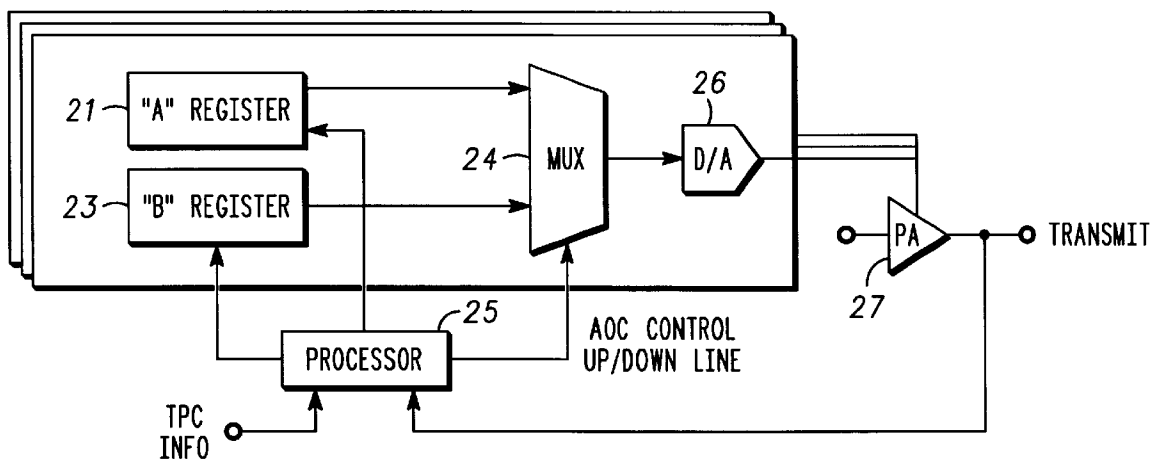 21
"A" REGISTER
23
"B" REGISTER
24
MUX
26
D/A
PA
27
TRANSMIT
25
PROCESSOR
AOC CONTROL
UP/DOWN LINE
TPC
INFO